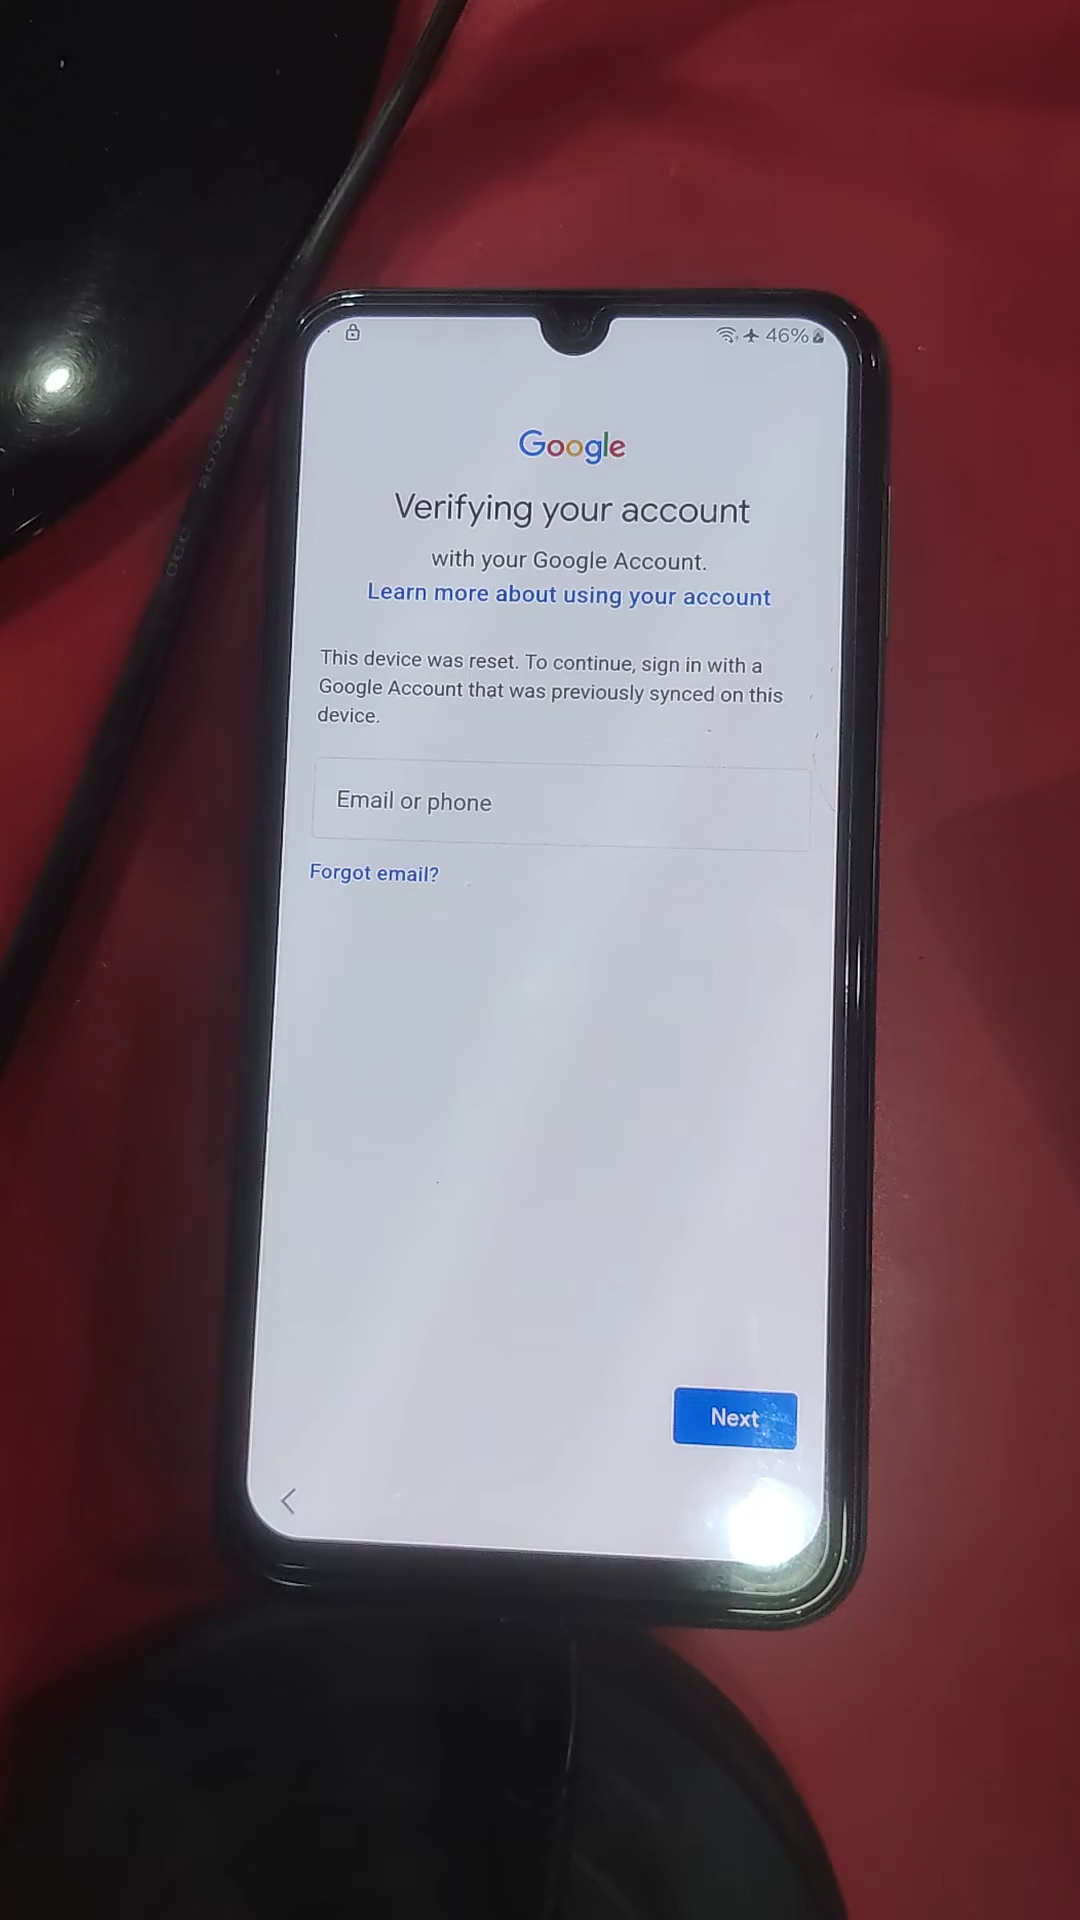 46%
Google
Verifying your account
with your Google Account.
Learn more about using your account
This device was reset. To continue, sign in with a
Google Account that was previously synced on this
device.
Email or phone
Forgot email?
Next